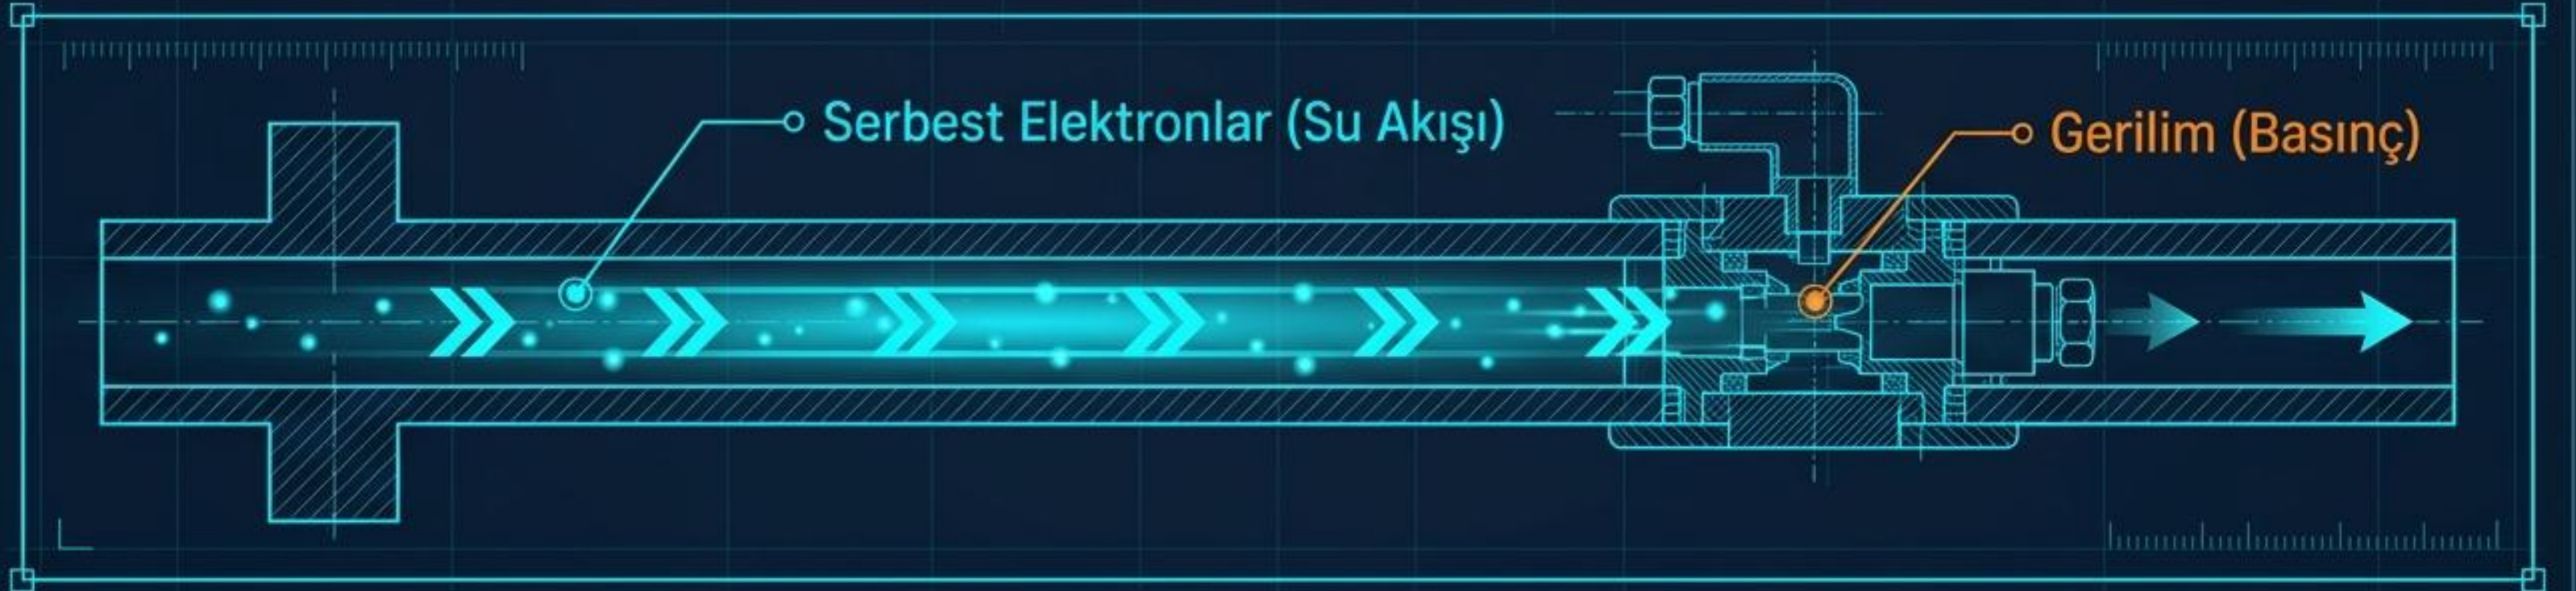 Serbest Elektronlar (Su Akışı)
Gerilim (Basınç)